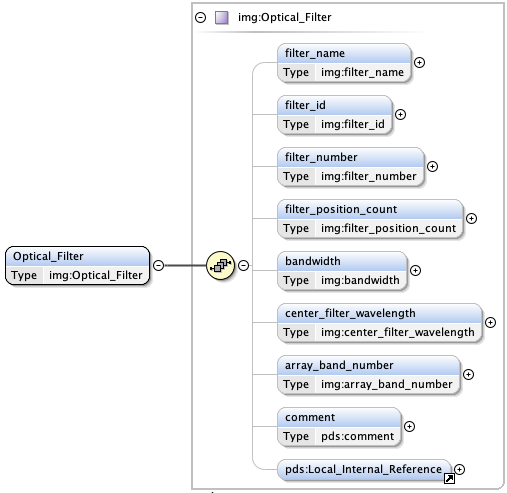 img:Optical_Filter
filter_name
Type img:filter_name
filter_id
Type img:filter_id
filter_number
Type img:filter_number
filter_position_count
Type img:filter_position_count
Optical_Filter
Type img:Optical_Filter
bandwidth
Type img:bandwidth
center_filter_wavelength
Type img:center_filter_wavelength
array_band_number
Type img:array_band_number
comment
Type pds:comment
pds:Local_Internal_Reference